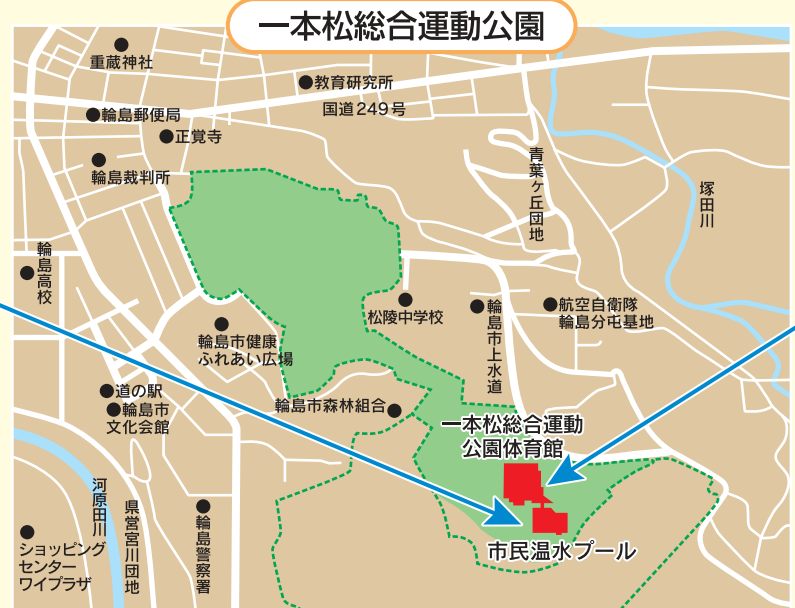 一本松総合運動公園
重蔵神社
教育研究所
輪島郵便局
国道249号
正覚寺
輪島裁判所
青葉ヶ丘団地
塚田川
輪島高校
松陵中学校
輪島市上水道
航空自衛隊
輪島分屯基地
輪島市健康
ふれあい広場
道の駅
輪島市
文化会館
輪島市森林組合
一本松総合運動
公園体育館
河原田川
県営宮川団地
輪島警察署
ショッピング
センター
ワイプラザ
市民温水プール